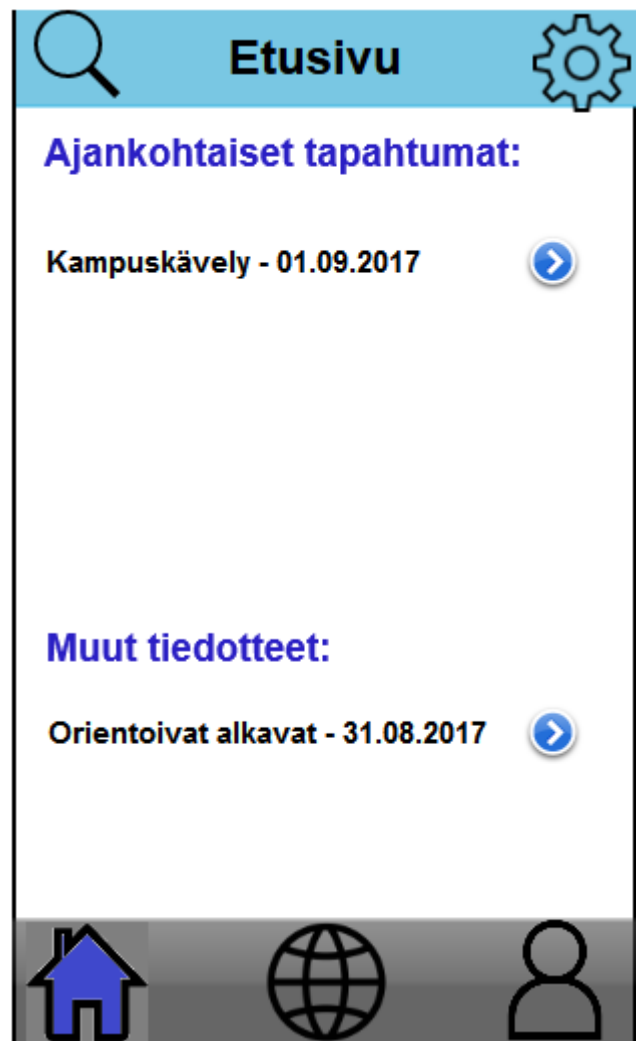 Etusivu
Ajankohtaiset tapahtumat:
Kampuskävely - 01.09.2017
Muut tiedotteet:
Orientoivat alkavat - 31.08.2017